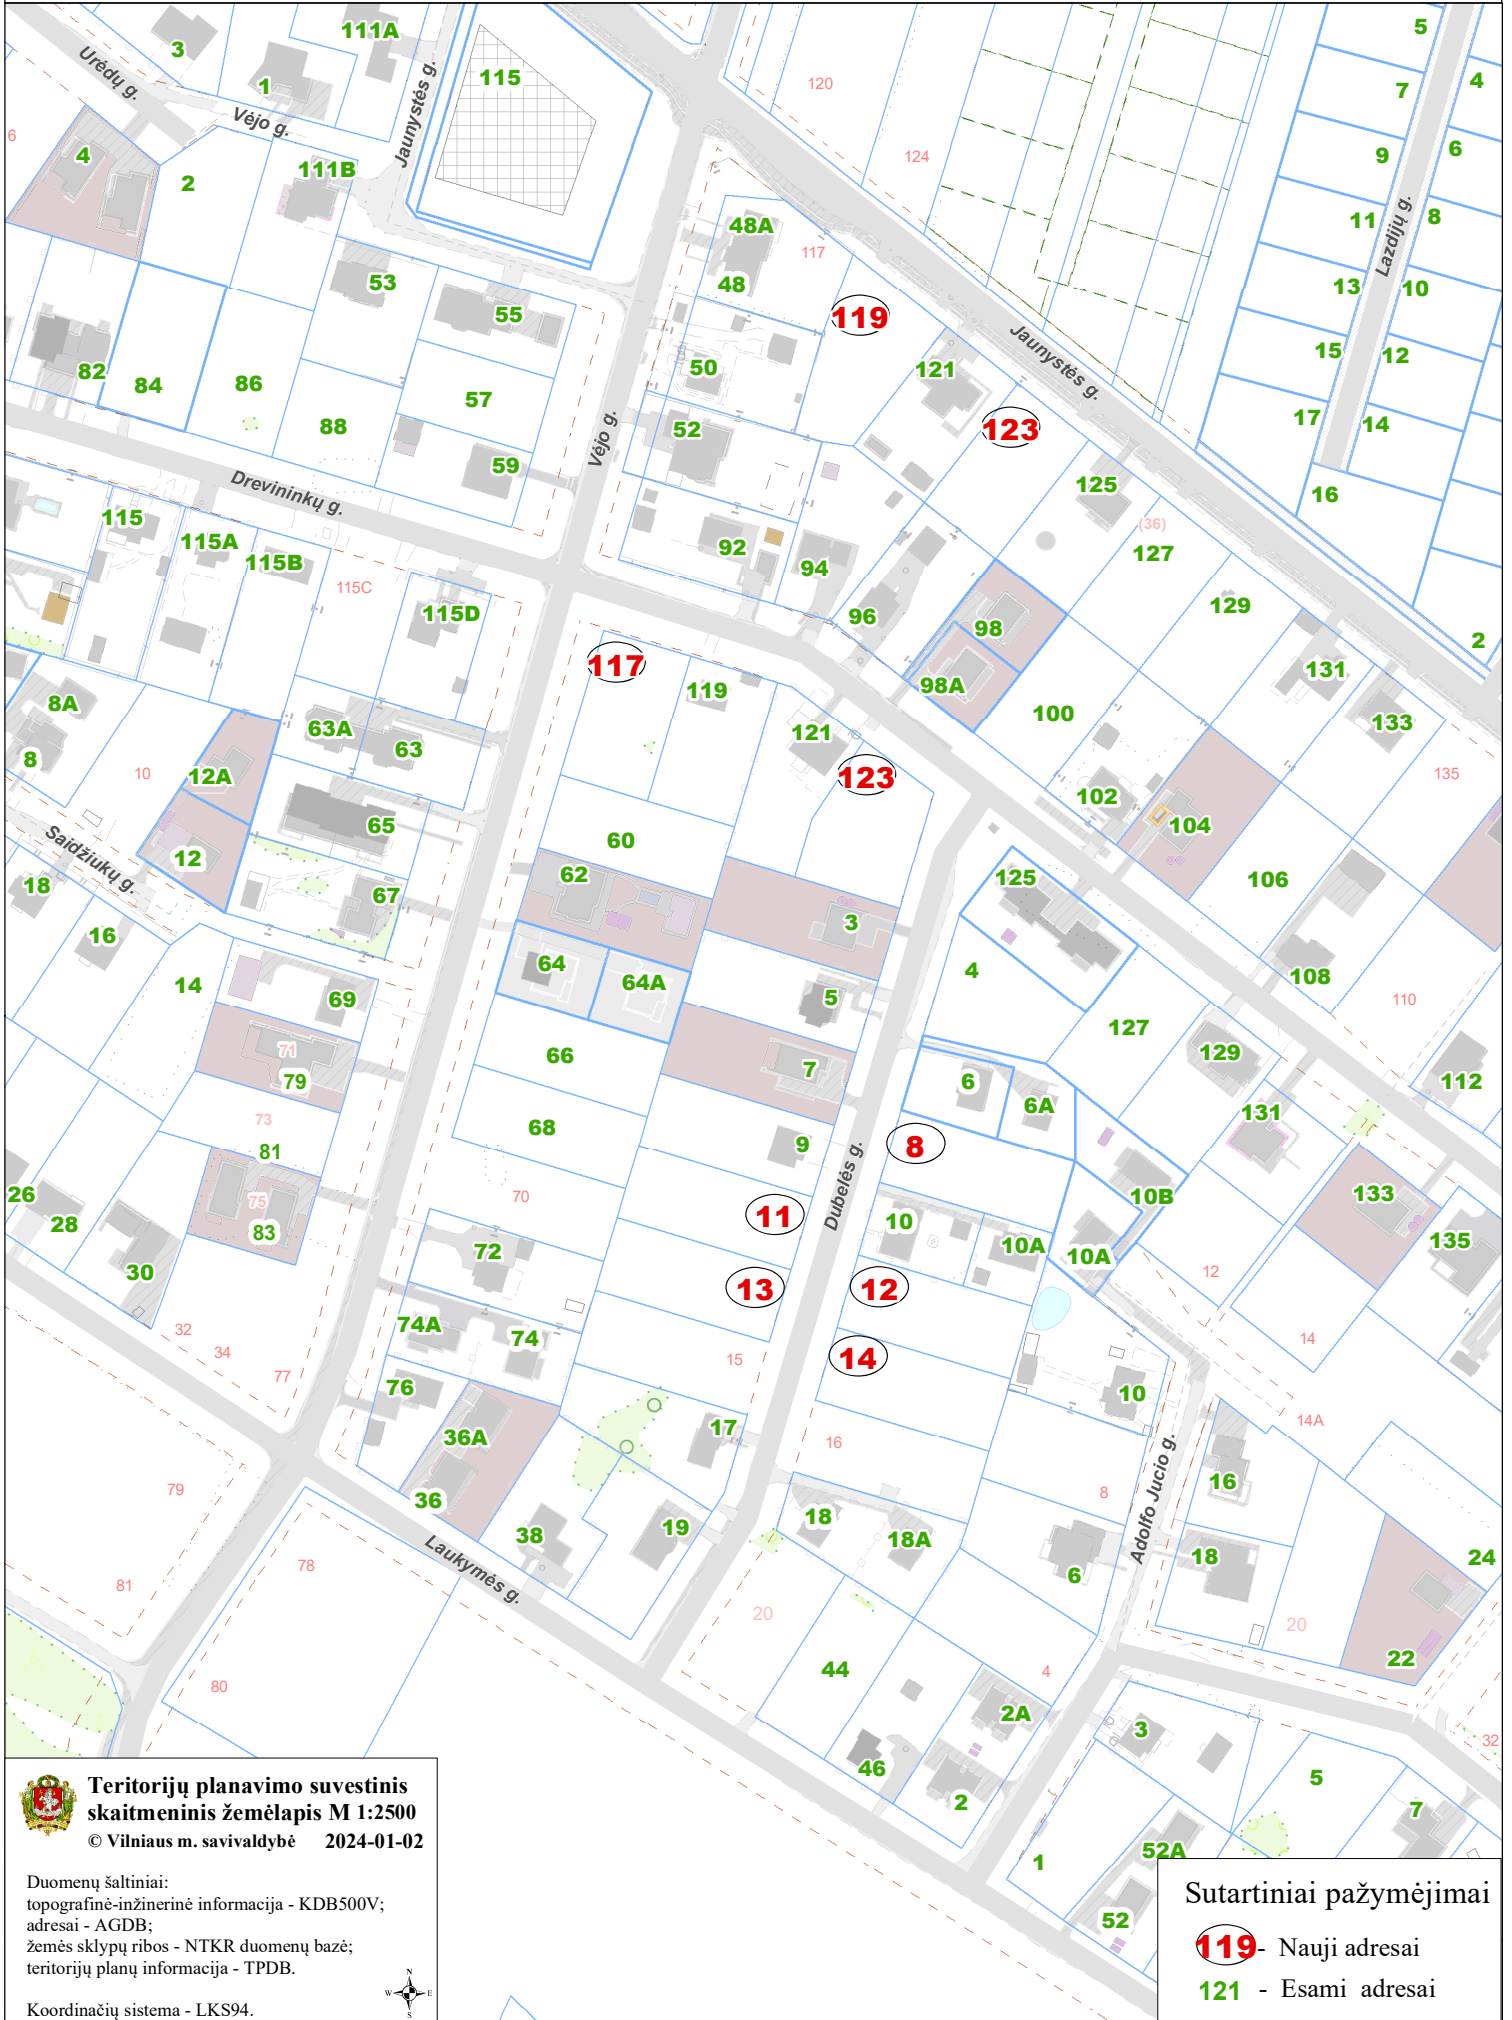 3
1
111A
115
Urėdų g.
Vėjo g.
Jaunystės g.
120
124
5
7
4
9
6
11
8
Lazdijų g.
13
10
15
12
17
14
16
2
6
4
2
111B
53
55
48A
48
117
119
121
123
Jaunystės g.
82
84
86
88
57
59
50
52
Vėjo g.
Drevininkų g.
115
115A
115B
115C
115D
92
94
96
98
98A
125
(36)
127
129
131
133
135
100
102
104
106
108
110
112
8A
8
10
12A
12
63A
63
65
67
117
119
121
123
60
62
64
64A
3
5
7
125
4
127
129
131
133
135
Saidžiukų g.
18
16
14
69
71
79
73
81
75
83
66
68
70
72
9
11
13
15
17
19
Dubelės g.
6
6A
8
10
10A
10B
10A
12
14
16
18
18A
20
26
28
30
32
34
77
74A
74
76
36A
36
38
Laukymės g.
79
81
78
80
12
14
14A
10
8
6
Adolfo Jucio g.
16
18
20
22
24
44
46
4
2A
2
3
5
7
32
1
52A
52
Teritorijų planavimo suvestinis
skaitmeninis žemėlapis M 1:2500
© Vilniaus m. savivaldybė 2024-01-02
Duomenų šaltiniai:
topografinė-inžinerinė informacija - KDB500V;
adresai - AGDB;
žemės sklypų ribos - NTKR duomenų bazė;
teritorijų planų informacija - TPDB.
Koordinačių sistema - LKS94.
N
W E
S
Sutartiniai pažymėjimai
119 - Nauji adresai
121 - Esami adresai